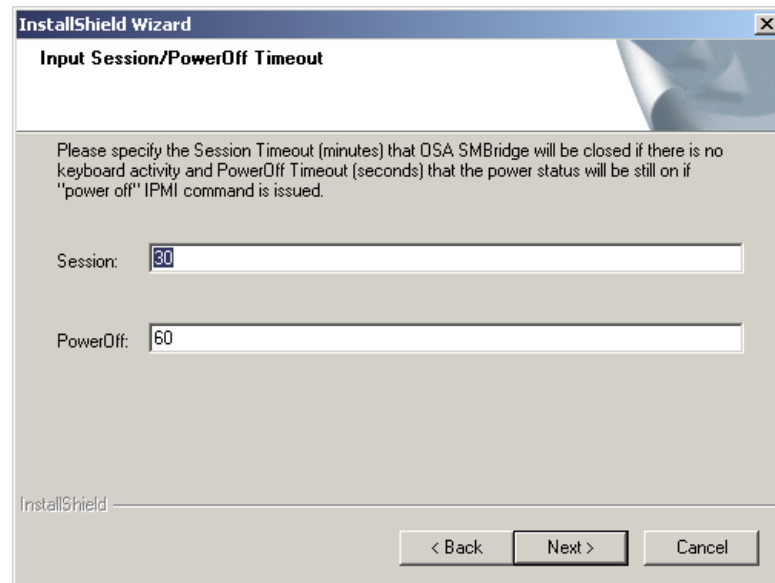 InstallShield Wizard
Input Session/PowerOff Timeout
Please specify the Session Timeout (minutes) that OSA SMBridge will be closed if there is no
keyboard activity and PowerOff Timeout (seconds) that the power status will be still on if
"power off" IPMI command is issued.
Session: 30
PowerOff: 60
InstallShield
< Back Next > Cancel